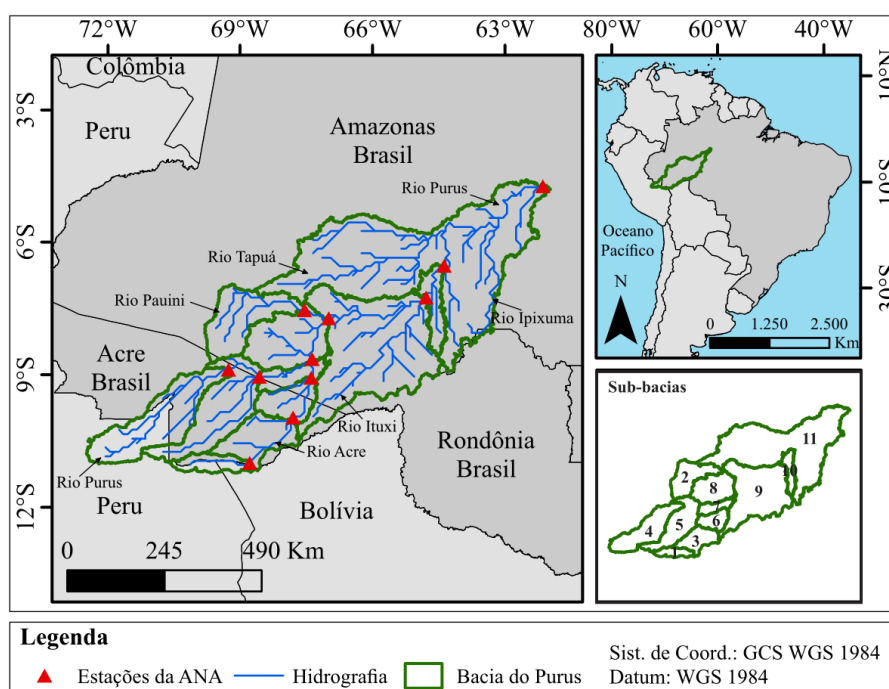 72°W 69°W 66°W 63°W
80°W 60°W 40°W
Colômbia
3°S
Peru
Amazonas
Brasil
Rio Purus
6°S
Rio Tapuá
Rio Pauini
Rio Ipixuma
Acre
Brasil
9°S
Rio Ituxi
Rio Acre
Rondônia
Brasil
Rio Purus
Peru
Bolívia
12°S
0 245 490 Km
10°N
10°S
30°S
Oceano
Pacífico
N
0 1.250 2.500
Km
Sub-bacias
11
10
2
8
9
7
6
5
4
3
1
Legenda
Estações da ANA
Hidrografia
Bacia do Purus
Sist. de Coord.: GCS WGS 1984
Datum: WGS 1984